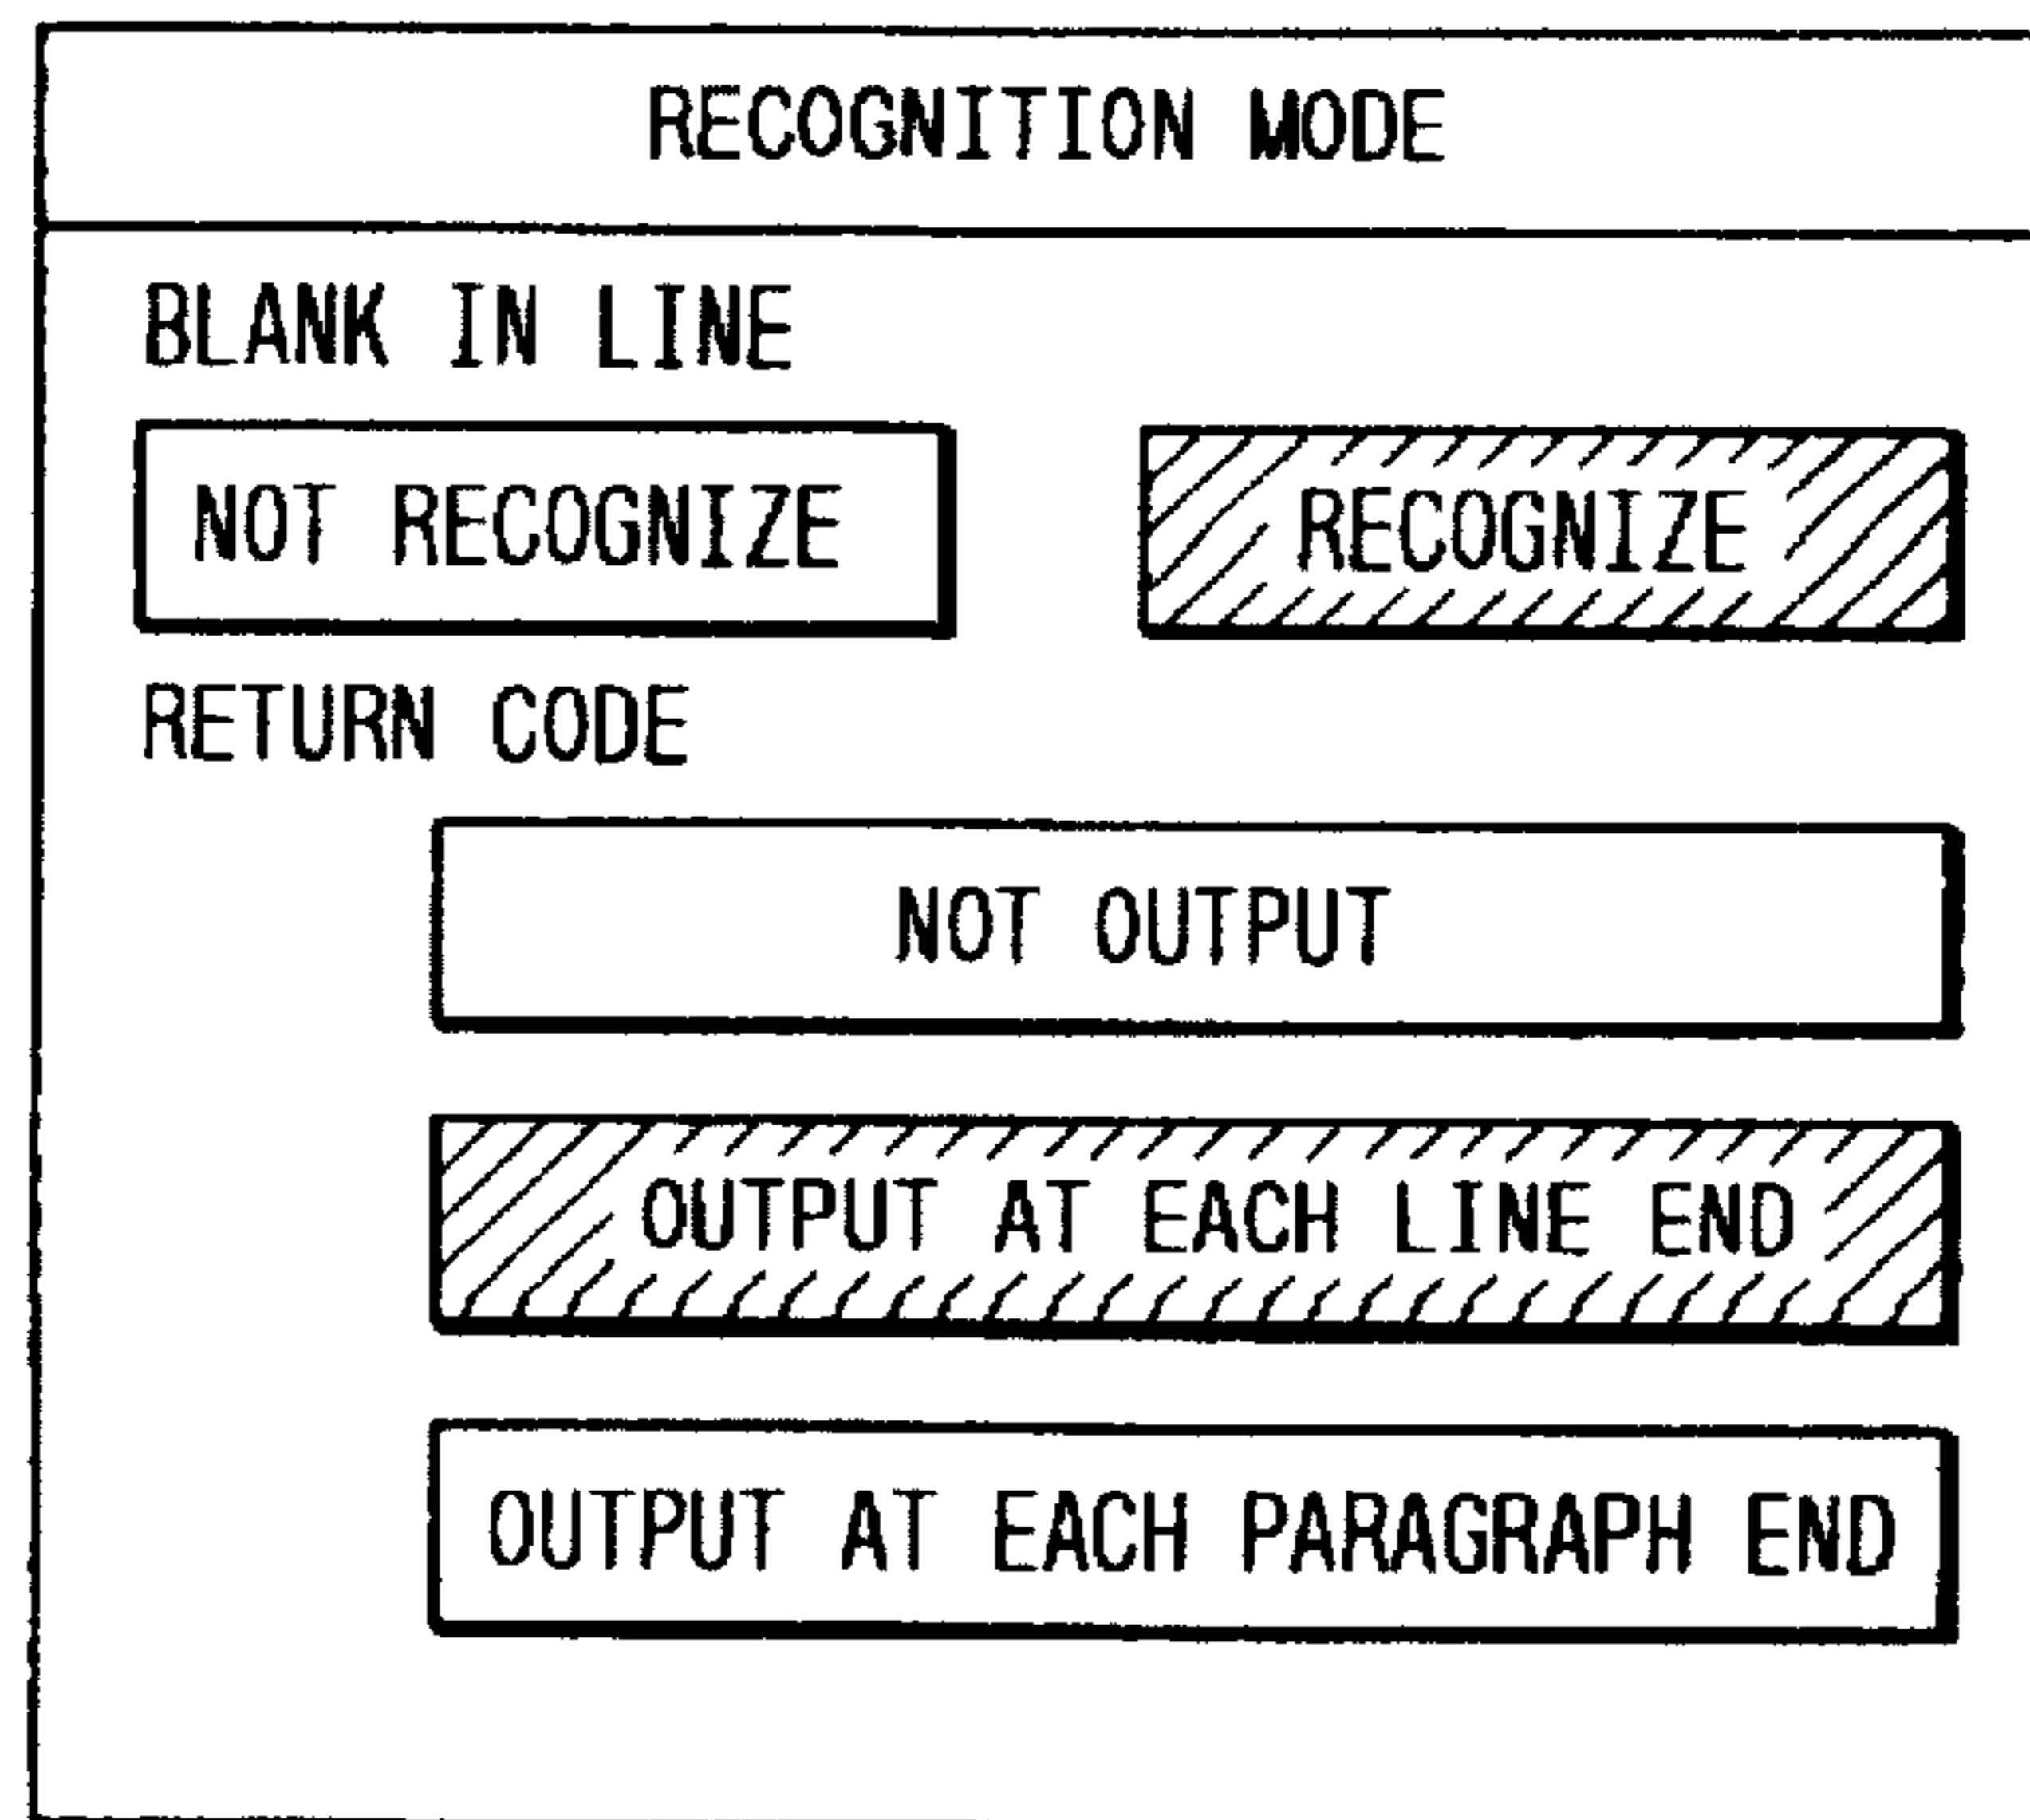 RECOGNITION MODE
BLANK IN LINE
NOT RECOGNIZE RECOGNIZE
RETURN CODE
NOT OUTPUT
OUTPUT AT EACH LINE END
OUTPUT AT EACH PARAGRAPH END